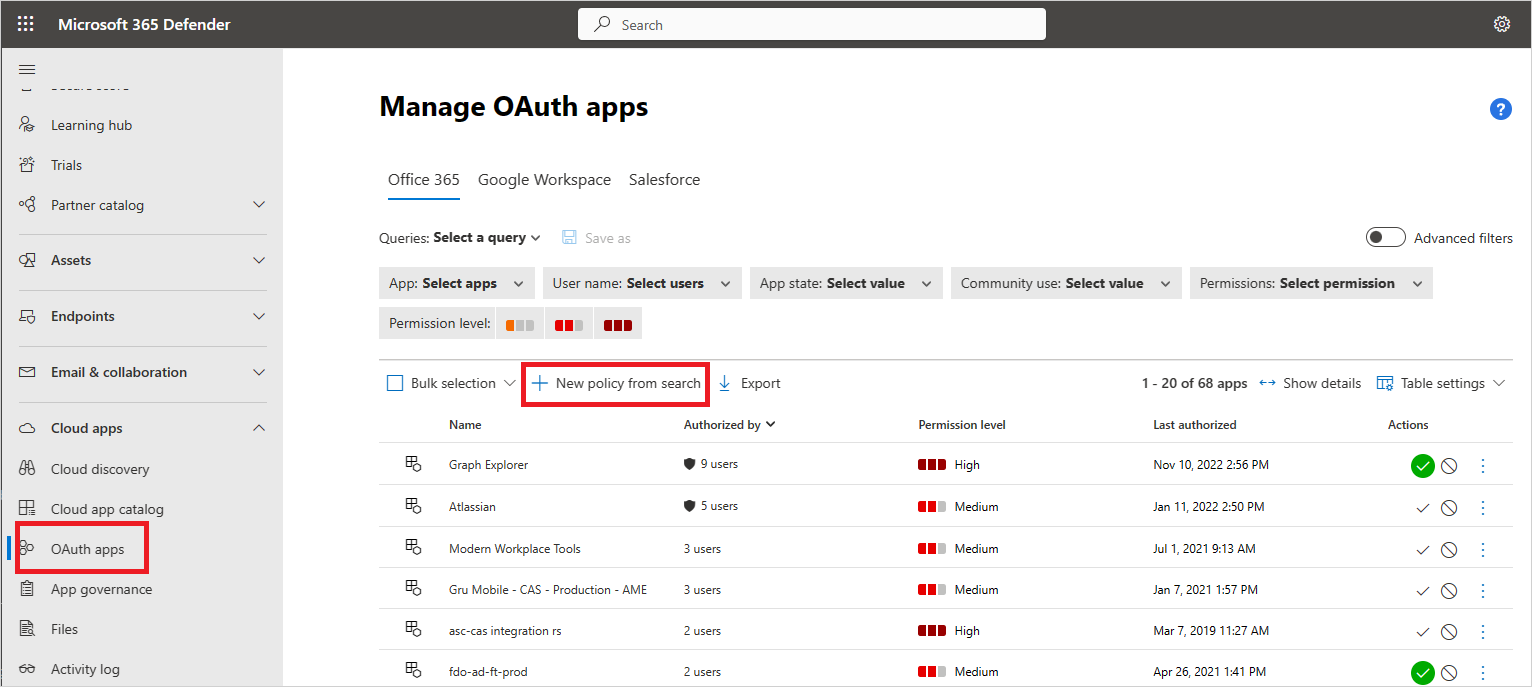 Microsoft 365 Defender
Search
Learning hub
Trials
Partner catalog
Assets
Endpoints
Email & collaboration
Cloud apps
Cloud discovery
Cloud app catalog
OAuth apps
App governance
Files
Activity log
Manage OAuth apps
?
Office 365 Google Workspace Salesforce
Queries: Select a query Save as Advanced filters
App: Select apps User name: Select users App state: Select value Community use: Select value Permissions: Select permission
Permission level:
Bulk selection New policy from search Export 1 - 20 of 68 apps Show details Table settings
Name Authorized by Permission level Last authorized Actions
Graph Explorer 9 users High Nov 10, 2022 2:56 PM
Atlassian 5 users Medium Jan 11, 2022 2:50 PM
Modern Workplace Tools 3 users Medium Jul 1, 2021 9:13 AM
Gru Mobile - CAS - Production - AME 3 users Medium Jan 7, 2021 1:57 PM
asc-cas integration rs 2 users High Mar 7, 2019 11:27 AM
fdo-ad-ft-prod 2 users Medium Apr 26, 2021 1:41 PM